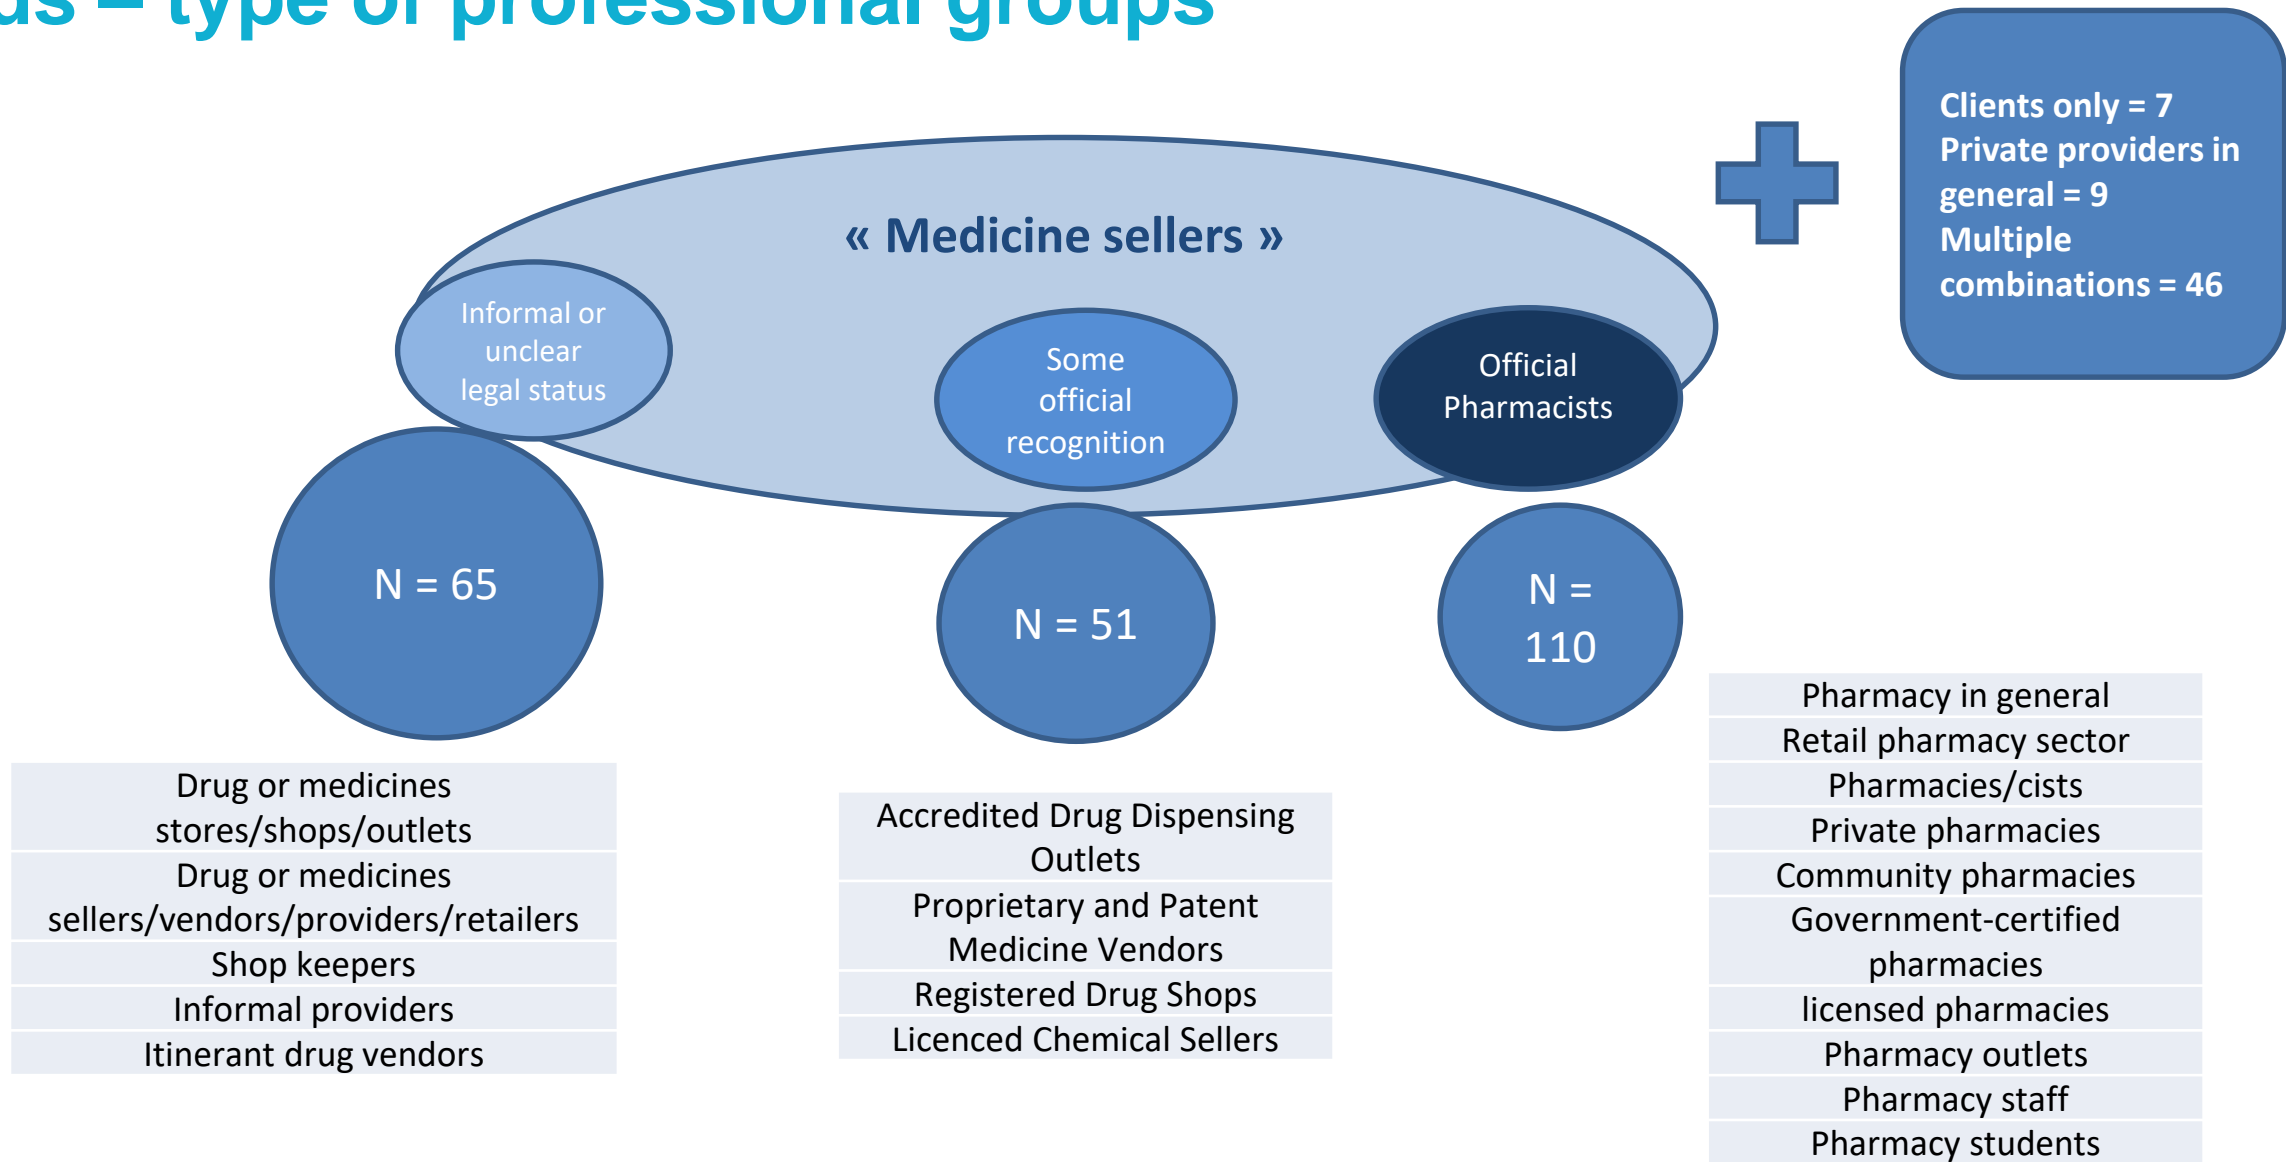 – type of professional groups
Clients only = 7
Private providers in
general = 9
Multiple
combinations = 46
« Medicine sellers »
Informal or
unclear
legal status
Some
official
recognition
Official
Pharmacists
N = 65
N = 51
N =
110
Drug or medicines
stores/shops/outlets
Drug or medicines
sellers/vendors/providers/retailers
Shop keepers
Informal providers
Itinerant drug vendors
Accredited Drug Dispensing
Outlets
Proprietary and Patent
Medicine Vendors
Registered Drug Shops
Licenced Chemical Sellers
Pharmacy in general
Retail pharmacy sector
Pharmacies/cists
Private pharmacies
Community pharmacies
Government-certified
pharmacies
licensed pharmacies
Pharmacy outlets
Pharmacy staff
Pharmacy students